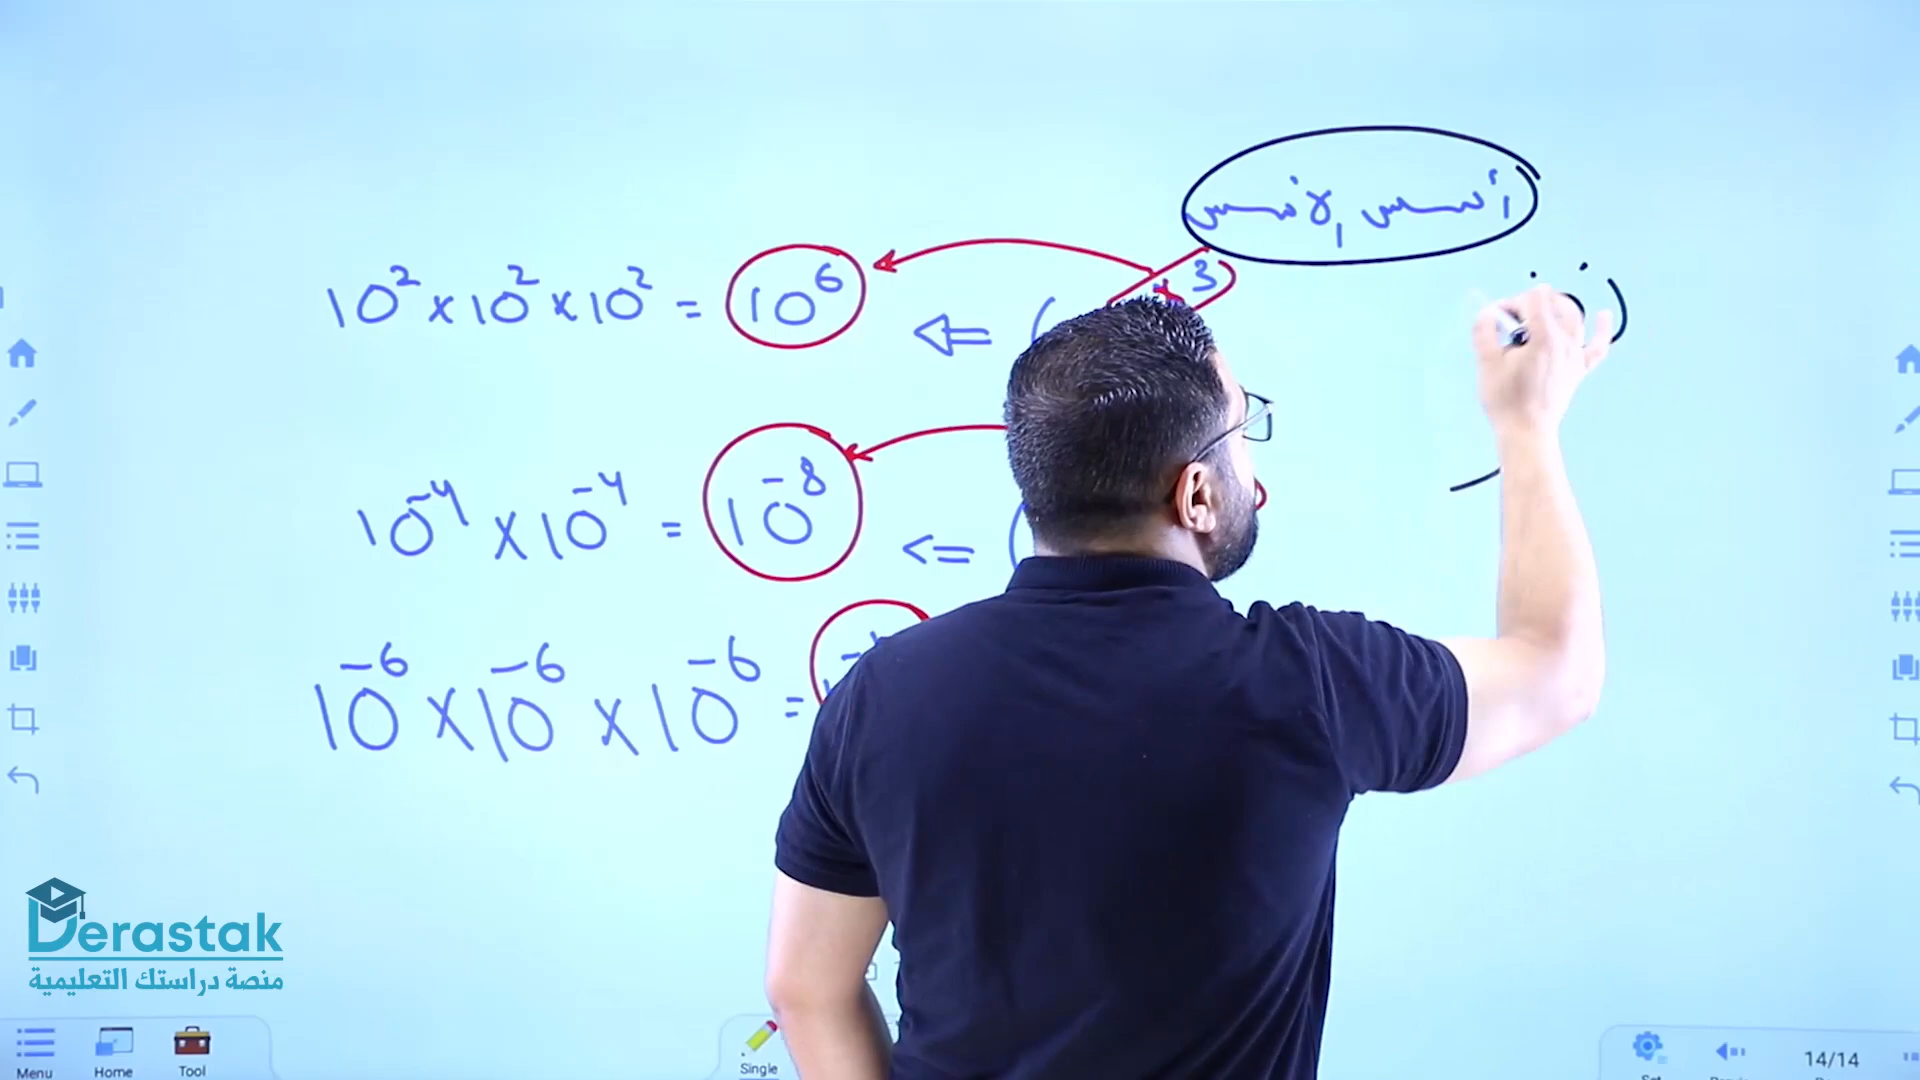 أسس الأسس
10² × 10² × 10² = 10⁶ ⇐ ( 3)
10⁻⁴ × 10⁻⁴ = 10⁻⁸ <= (
10⁻⁶ × 10⁻⁶ × 10⁻⁶ =
Derastak
منصة دراستك التعليمية
Menu Home Tool Single 14/14